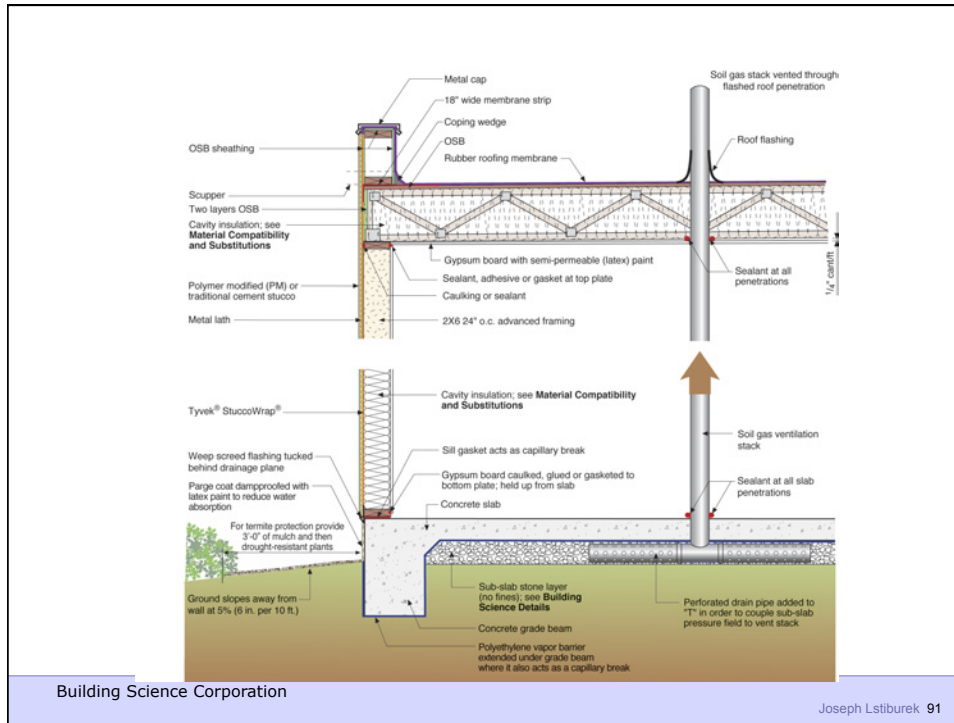 Metal cap
18" wide membrane strip
Coping wedge
OSB
Rubber roofing membrane
Soil gas stack vented through
flashed roof penetration
Roof flashing
OSB sheathing
Scupper
Two layers OSB
Cavity insulation; see
Material Compatibility
and Substitutions
Polymer modified (PM) or
traditional cement stucco
Metal lath
Gypsum board with semi-permeable (latex) paint
Sealant, adhesive or gasket at top plate
Caulking or sealant
2X6 24" o.c. advanced framing
Sealant at all
penetrations
1/4" cant/ft
Tyvek® StuccoWrap®
Weep screed flashing tucked
behind drainage plane
Parge coat dampproofed with
latex paint to reduce water
absorption
For termite protection provide
3'-0" of mulch and then
drought-resistant plants
Ground slopes away from
wall at 5% (6 in. per 10 ft.)
Cavity insulation; see Material Compatibility
and Substitutions
Sill gasket acts as capillary break
Gypsum board caulked, glued or gasketed to
bottom plate; held up from slab
Concrete slab
Soil gas ventilation
stack
Sealant at all slab
penetrations
Sub-slab stone layer
(no fines); see Building
Science Details
Concrete grade beam
Polyethylene vapor barrier
extended under grade beam
where it also acts as a capillary break
Perforated drain pipe added to
"T" in order to couple sub-slab
pressure field to vent stack
Building Science Corporation
Joseph Lstiburek 91